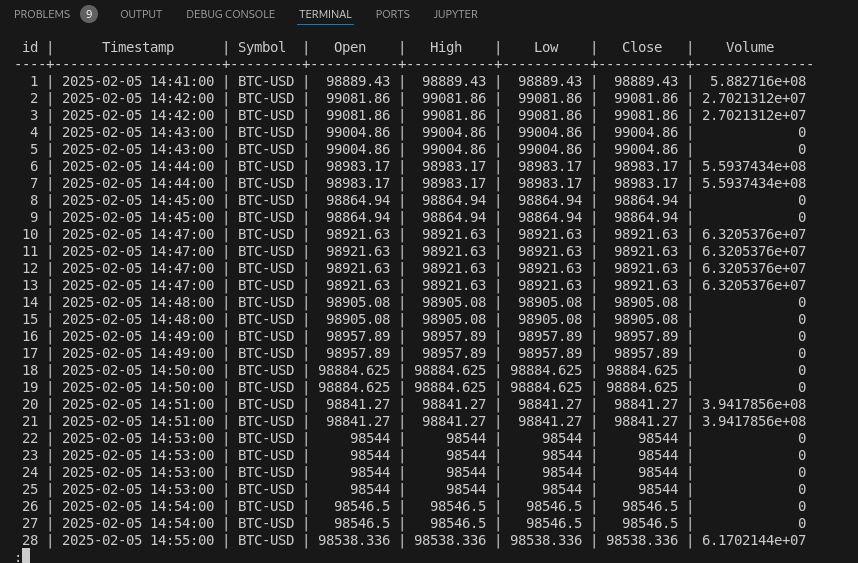 PROBLEMS 9 OUTPUT DEBUG CONSOLE TERMINAL PORTS JUPYTER
 id |      Timestamp      | Symbol  |   Open    |   High    |    Low    |   Close   |    Volume
----+---------------------+---------+-----------+-----------+-----------+-----------+---------------
  1 | 2025-02-05 14:41:00 | BTC-USD |  98889.43 |  98889.43 |  98889.43 |  98889.43 |  5.882716e+08
  2 | 2025-02-05 14:42:00 | BTC-USD |  99081.86 |  99081.86 |  99081.86 |  99081.86 | 2.7021312e+07
  3 | 2025-02-05 14:42:00 | BTC-USD |  99081.86 |  99081.86 |  99081.86 |  99081.86 | 2.7021312e+07
  4 | 2025-02-05 14:43:00 | BTC-USD |  99004.86 |  99004.86 |  99004.86 |  99004.86 |             0
  5 | 2025-02-05 14:43:00 | BTC-USD |  99004.86 |  99004.86 |  99004.86 |  99004.86 |             0
  6 | 2025-02-05 14:44:00 | BTC-USD |  98983.17 |  98983.17 |  98983.17 |  98983.17 | 5.5937434e+08
  7 | 2025-02-05 14:44:00 | BTC-USD |  98983.17 |  98983.17 |  98983.17 |  98983.17 | 5.5937434e+08
  8 | 2025-02-05 14:45:00 | BTC-USD |  98864.94 |  98864.94 |  98864.94 |  98864.94 |             0
  9 | 2025-02-05 14:45:00 | BTC-USD |  98864.94 |  98864.94 |  98864.94 |  98864.94 |             0
 10 | 2025-02-05 14:47:00 | BTC-USD |  98921.63 |  98921.63 |  98921.63 |  98921.63 | 6.3205376e+07
 11 | 2025-02-05 14:47:00 | BTC-USD |  98921.63 |  98921.63 |  98921.63 |  98921.63 | 6.3205376e+07
 12 | 2025-02-05 14:47:00 | BTC-USD |  98921.63 |  98921.63 |  98921.63 |  98921.63 | 6.3205376e+07
 13 | 2025-02-05 14:47:00 | BTC-USD |  98921.63 |  98921.63 |  98921.63 |  98921.63 | 6.3205376e+07
 14 | 2025-02-05 14:48:00 | BTC-USD |  98905.08 |  98905.08 |  98905.08 |  98905.08 |             0
 15 | 2025-02-05 14:48:00 | BTC-USD |  98905.08 |  98905.08 |  98905.08 |  98905.08 |             0
 16 | 2025-02-05 14:49:00 | BTC-USD |  98957.89 |  98957.89 |  98957.89 |  98957.89 |             0
 17 | 2025-02-05 14:49:00 | BTC-USD |  98957.89 |  98957.89 |  98957.89 |  98957.89 |             0
 18 | 2025-02-05 14:50:00 | BTC-USD | 98884.625 | 98884.625 | 98884.625 | 98884.625 |             0
 19 | 2025-02-05 14:50:00 | BTC-USD | 98884.625 | 98884.625 | 98884.625 | 98884.625 |             0
 20 | 2025-02-05 14:51:00 | BTC-USD |  98841.27 |  98841.27 |  98841.27 |  98841.27 | 3.9417856e+08
 21 | 2025-02-05 14:51:00 | BTC-USD |  98841.27 |  98841.27 |  98841.27 |  98841.27 | 3.9417856e+08
 22 | 2025-02-05 14:53:00 | BTC-USD |     98544 |     98544 |     98544 |     98544 |             0
 23 | 2025-02-05 14:53:00 | BTC-USD |     98544 |     98544 |     98544 |     98544 |             0
 24 | 2025-02-05 14:53:00 | BTC-USD |     98544 |     98544 |     98544 |     98544 |             0
 25 | 2025-02-05 14:53:00 | BTC-USD |     98544 |     98544 |     98544 |     98544 |             0
 26 | 2025-02-05 14:54:00 | BTC-USD |   98546.5 |   98546.5 |   98546.5 |   98546.5 |             0
 27 | 2025-02-05 14:54:00 | BTC-USD |   98546.5 |   98546.5 |   98546.5 |   98546.5 |             0
 28 | 2025-02-05 14:55:00 | BTC-USD | 98538.336 | 98538.336 | 98538.336 | 98538.336 | 6.1702144e+07
: